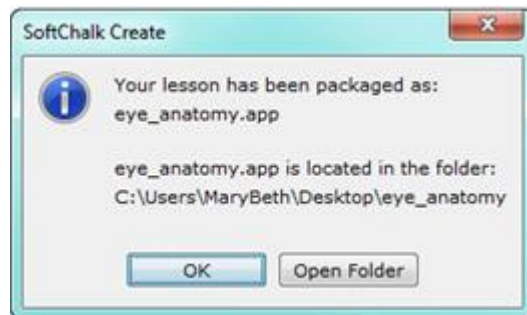 SoftChalk Create
Your lesson has been packaged as:
eye_anatomy.app
eye_anatomy.app is located in the folder:
C:\Users\MaryBeth\Desktop\eye_anatomy
OK
Open Folder